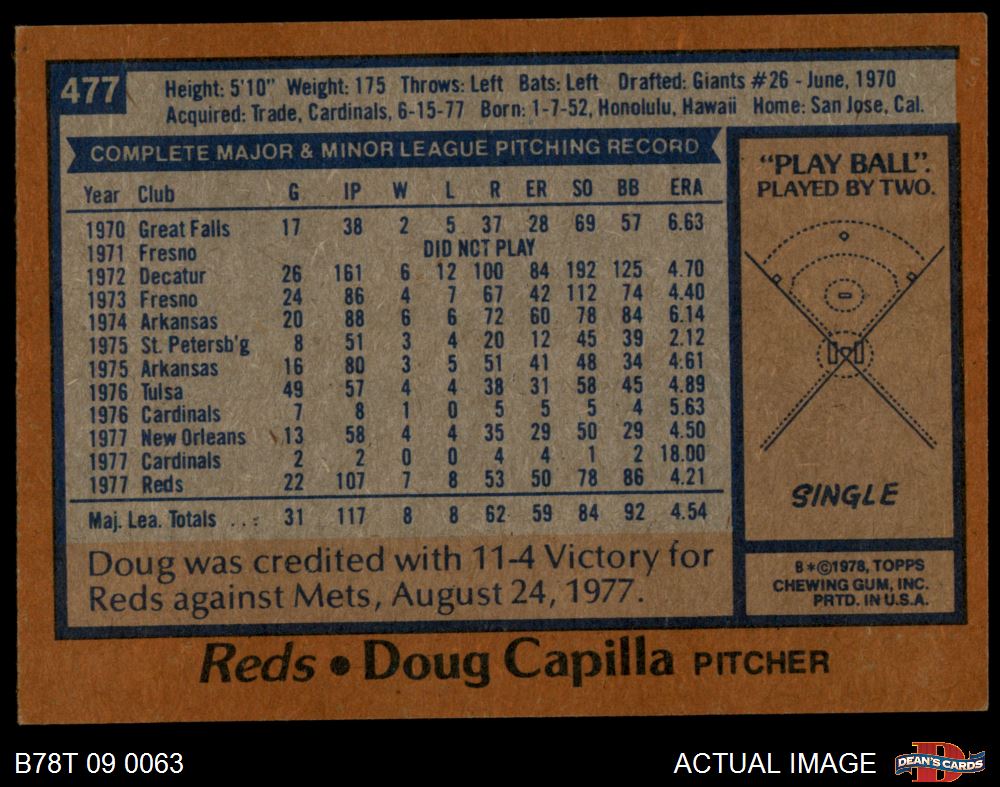 477
Height: 5'10" Weight: 175 Throws: Left Bats: Left Drafted: Giants #26 - June, 1970
Acquired: Trade, Cardinals, 6-15-77 Born: 1-7-52, Honolulu, Hawaii Home: San Jose, Cal.
COMPLETE MAJOR & MINOR LEAGUE PITCHING RECORD
Year Club G IP W L R ER SO BB ERA
1970 Great Falls 17 38 2 5 37 28 69 57 6.63
1971 Fresno DID NOT PLAY
1972 Decatur 26 161 6 12 100 84 192 125 4.70
1973 Fresno 24 86 4 7 67 42 112 74 4.40
1974 Arkansas 20 88 6 6 72 60 78 84 6.14
1975 St. Petersb'g 8 51 3 4 20 12 45 39 2.12
1975 Arkansas 16 80 3 5 51 41 48 34 4.61
1976 Tulsa 49 57 4 4 38 31 58 45 4.89
1976 Cardinals 7 8 1 0 5 5 5 4 5.63
1977 New Orleans 13 58 4 4 35 29 50 29 4.50
1977 Cardinals 2 2 0 0 4 4 1 2 18.00
1977 Reds 22 107 7 8 53 50 78 86 4.21
Maj. Lea. Totals ... 31 117 8 8 62 59 84 92 4.54
Doug was credited with 11-4 Victory for
Reds against Mets, August 24, 1977.
"PLAY BALL".
PLAYED BY TWO.
SINGLE
B*©1978, TOPPS
CHEWING GUM, INC.
PRTD. IN U.S.A.
Reds • Doug Capilla PITCHER
B78T 09 0063
ACTUAL IMAGE
DEAN'S CARDS